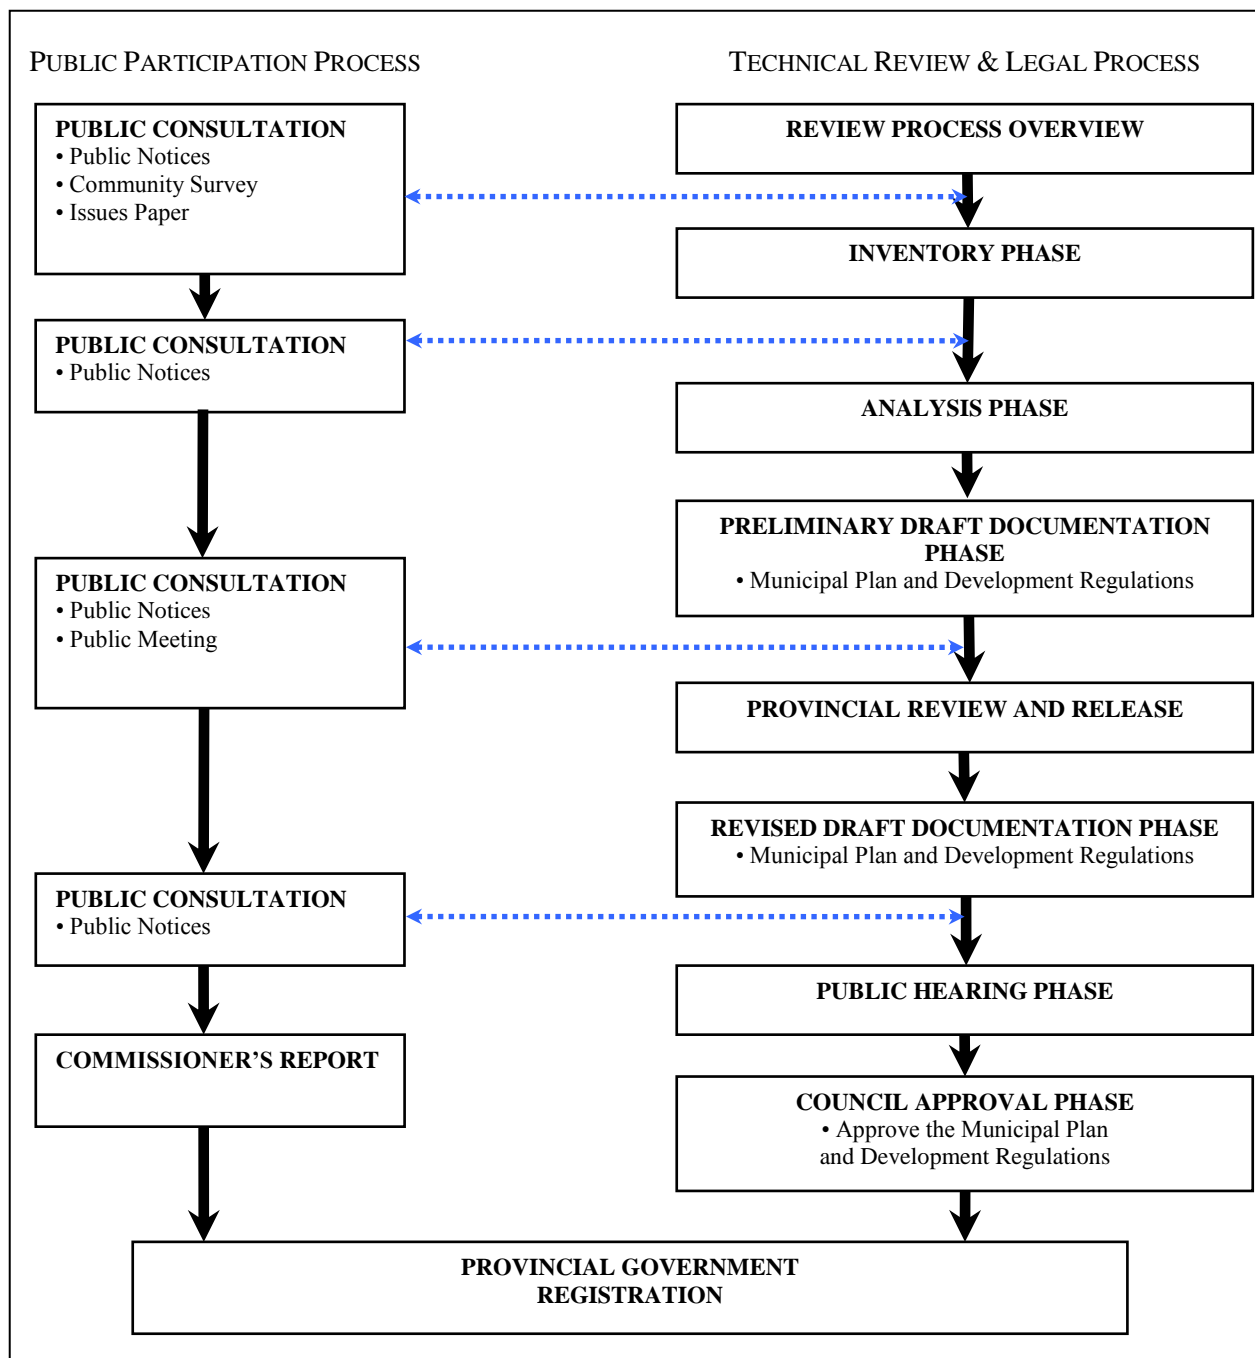 PUBLIC PARTICIPATION PROCESS
TECHNICAL REVIEW & LEGAL PROCESS
PUBLIC CONSULTATION
• Public Notices
• Community Survey
• Issues Paper
PUBLIC CONSULTATION
• Public Notices
PUBLIC CONSULTATION
• Public Notices
• Public Meeting
PUBLIC CONSULTATION
• Public Notices
COMMISSIONER’S REPORT
REVIEW PROCESS OVERVIEW
INVENTORY PHASE
ANALYSIS PHASE
PRELIMINARY DRAFT DOCUMENTATION
PHASE
• Municipal Plan and Development Regulations
PROVINCIAL REVIEW AND RELEASE
REVISED DRAFT DOCUMENTATION PHASE
• Municipal Plan and Development Regulations
PUBLIC HEARING PHASE
COUNCIL APPROVAL PHASE
• Approve the Municipal Plan
and Development Regulations
PROVINCIAL GOVERNMENT
REGISTRATION